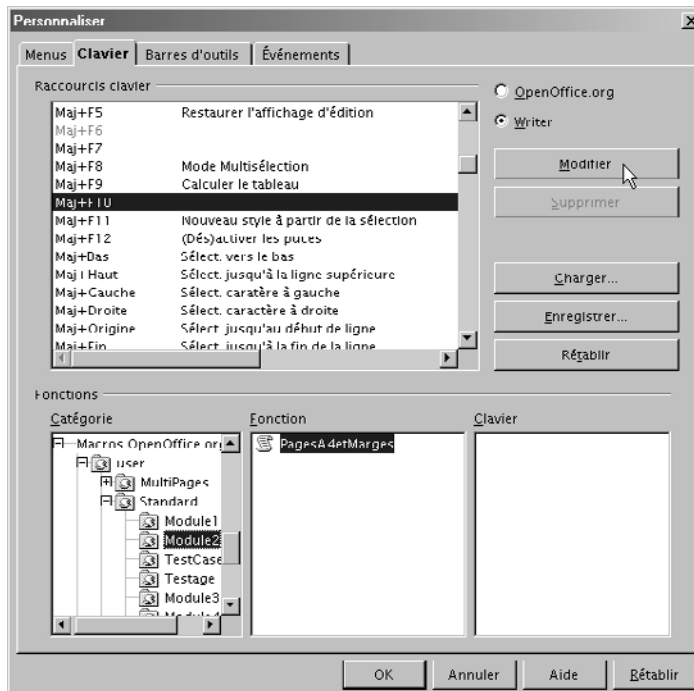 Personnaliser
Menus Clavier Barres d'outils Événements
Raccourcis clavier
Maj+F5 Restaurer l'affichage d'édition
Maj+F6
Maj+F7
Maj+F8 Mode Multisélection
Maj+F9 Calculer le tableau
Maj+F10
Maj+F11 Nouveau style à partir de la sélection
Maj+F12 (Dés)activer les puces
Maj+Bas Sélect. vers le bas
Maj+Haut Sélect. jusqu'à la ligne supérieure
Maj+Gauche Sélect. caratère à gauche
Maj+Droite Sélect. caractère à droite
Maj+Origine Sélect. jusqu'au début de ligne
Maj+Fin Sélect. jusqu'à la fin de la ligne
OpenOffice.org
Writer
Modifier
Supprimer
Charger...
Enregistrer...
Rétablir
Fonctions
Catégorie
Macros OpenOffice.org
user
MultiPages
Standard
Module1
Module2
TestCase
Testage
Module3
Fonction
PagesA4etMarges
Clavier
OK Annuler Aide Rétablir